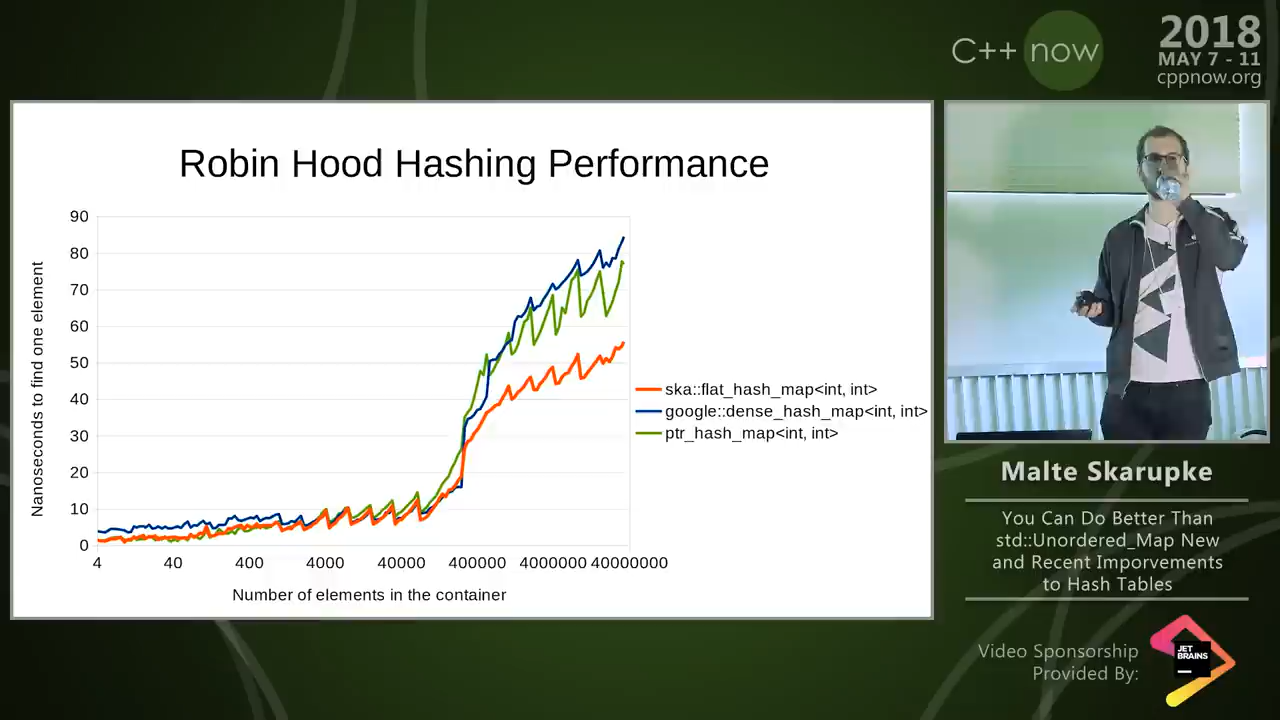 C++ now
2018
MAY 7 - 11
cppnow.org
Robin Hood Hashing Performance
Nanoseconds to find one element
90
80
70
60
50
40
30
20
10
0
4 40 400 4000 40000 400000 4000000 40000000
Number of elements in the container
ska::flat_hash_map<int, int>
google::dense_hash_map<int, int>
ptr_hash_map<int, int>
Malte Skarupke
You Can Do Better Than
std::Unordered_Map New
and Recent Imporvements
to Hash Tables
Video Sponsorship
Provided By:
JET
BRAINS